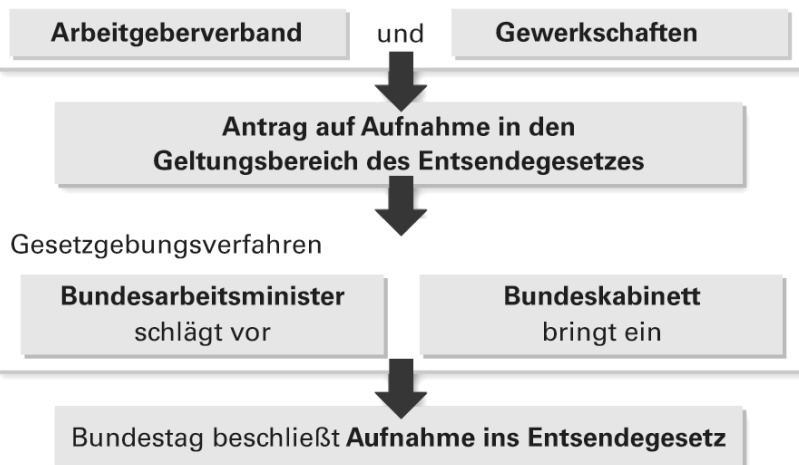 Arbeitgeberverband und Gewerkschaften
Antrag auf Aufnahme in den
Geltungsbereich des Entsendegesetzes
Gesetzgebungsverfahren
Bundesarbeitsminister
schlägt vor
Bundeskabinett
bringt ein
Bundestag beschließt Aufnahme ins Entsendegesetz